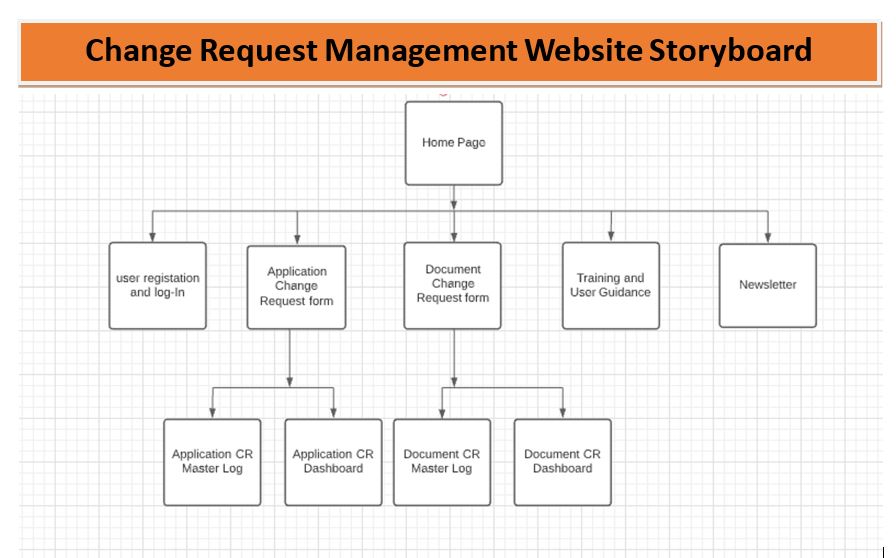 Change Request Management Website Storyboard
Home Page
user registation
and log-In
Application
Change
Request form
Document
Change
Request form
Training and
User Guidance
Newsletter
Application CR
Master Log
Application CR
Dashboard
Document CR
Master Log
Document CR
Dashboard